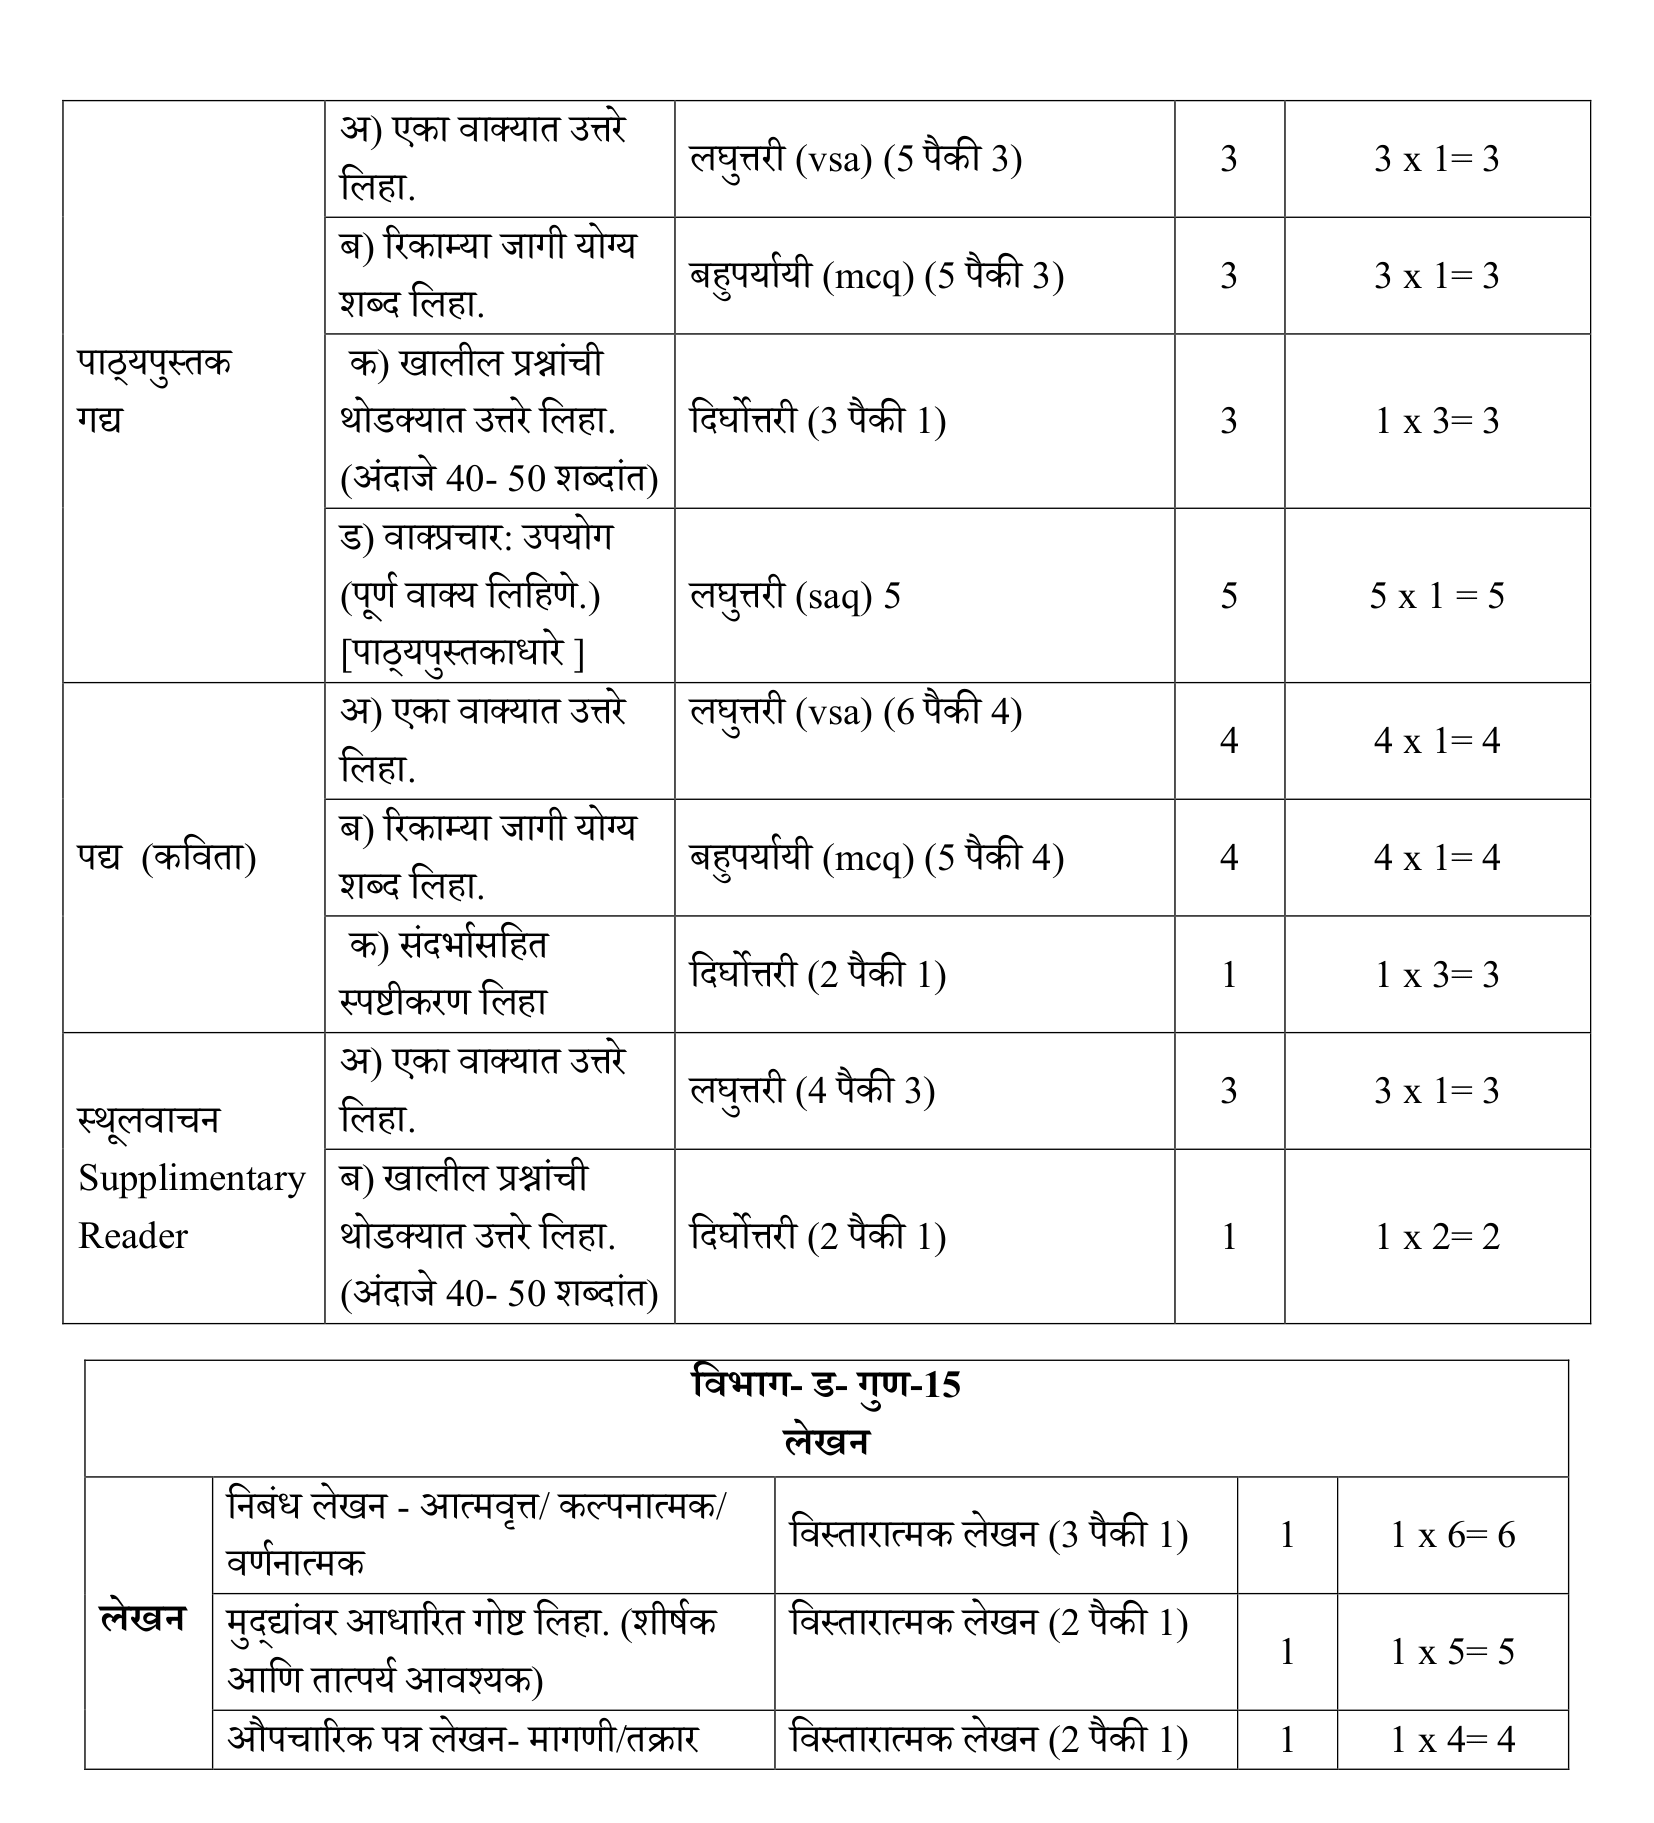 पाठ्यपुस्तक
गद्य
अ) एका वाक्यात उत्तरे
लिहा.
लघुत्तरी (vsa) (5 पैकी 3)
3
3 x 1= 3
ब) रिकाम्या जागी योग्य
शब्द लिहा.
बहुपर्यायी (mcq) (5 पैकी 3)
3
3 x 1= 3
क) खालील प्रश्नांची
थोडक्यात उत्तरे लिहा.
(अंदाजे 40- 50 शब्दांत)
दिर्घोत्तरी (3 पैकी 1)
3
1 x 3= 3
ड) वाक्प्रचार: उपयोग
(पूर्ण वाक्य लिहिणे.)
[पाठ्यपुस्तकाधारे ]
लघुत्तरी (saq) 5
5
5 x 1 = 5
पद्य (कविता)
अ) एका वाक्यात उत्तरे
लिहा.
लघुत्तरी (vsa) (6 पैकी 4)
4
4 x 1= 4
ब) रिकाम्या जागी योग्य
शब्द लिहा.
बहुपर्यायी (mcq) (5 पैकी 4)
4
4 x 1= 4
क) संदर्भासहित
स्पष्टीकरण लिहा
दिर्घोत्तरी (2 पैकी 1)
1
1 x 3= 3
स्थूलवाचन
Supplimentary
Reader
अ) एका वाक्यात उत्तरे
लिहा.
लघुत्तरी (4 पैकी 3)
3
3 x 1= 3
ब) खालील प्रश्नांची
थोडक्यात उत्तरे लिहा.
(अंदाजे 40- 50 शब्दांत)
दिर्घोत्तरी (2 पैकी 1)
1
1 x 2= 2
विभाग- ड- गुण-15
लेखन
लेखन
निबंध लेखन - आत्मवृत्त/ कल्पनात्मक/
वर्णनात्मक
विस्तारात्मक लेखन (3 पैकी 1)
1
1 x 6= 6
मुद्द्यांवर आधारित गोष्ट लिहा. (शीर्षक
आणि तात्पर्य आवश्यक)
विस्तारात्मक लेखन (2 पैकी 1)
1
1 x 5= 5
औपचारिक पत्र लेखन- मागणी/तक्रार
विस्तारात्मक लेखन (2 पैकी 1)
1
1 x 4= 4